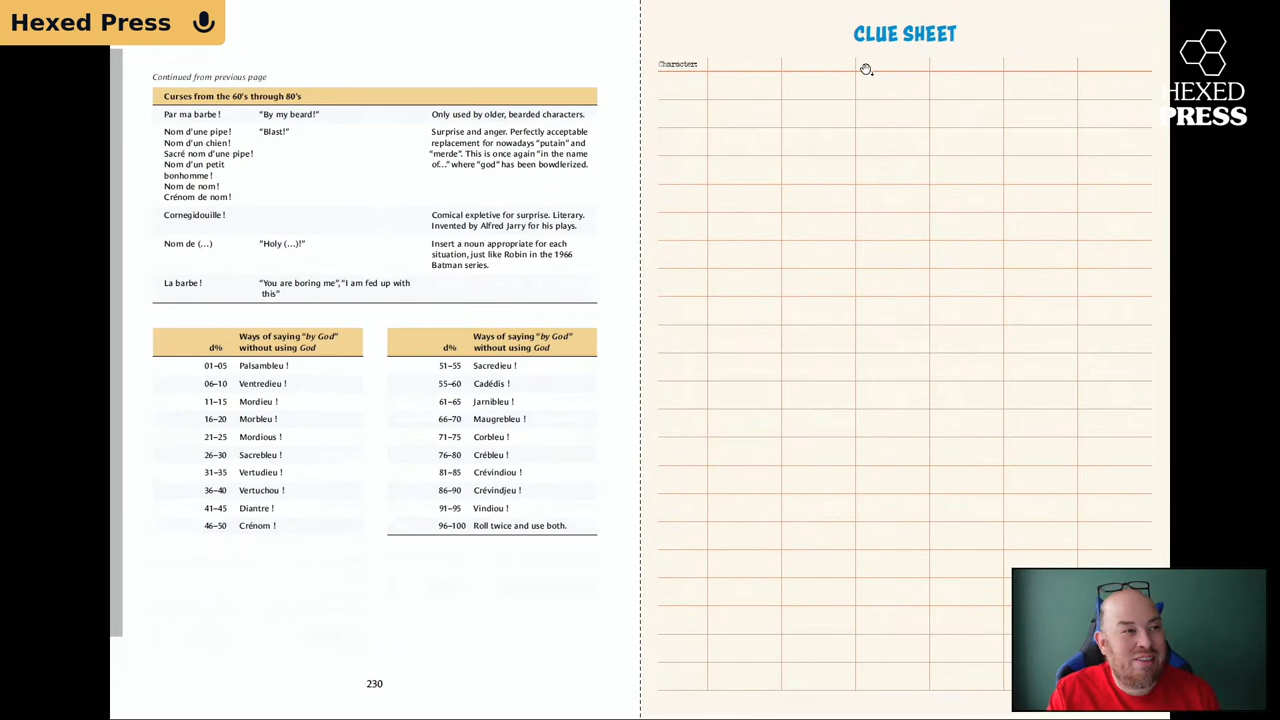 Hexed Press
Continued from previous page
Curses from the 60's through 80's
Par ma barbe ! “By my beard!” Only used by older, bearded characters.
Nom d'une pipe! “Blast!” Surprise and anger. Perfectly acceptable
Nom d'un chien! replacement for nowadays “putain” and
Sacré nom d'une pipe! “merde”. This is once again “in the name
Nom d'un petit of…” where “god” has been bowdlerized.
bonhomme !
Nom de nom!
Crénom de nom!
Cornegidouille ! Comical expletive for surprise. Literary.
Invented by Alfred Jarry for his plays.
Nom de (…) ”Holy (…)!” Insert a noun appropriate for each
situation, just like Robin in the 1966
Batman series.
La barbe ! “You are boring me”, “I am fed up with
this”
Ways of saying “by God”
d% without using God
01–05 Palsambleu !
06–10 Ventredieu !
11–15 Mordieu !
16–20 Morbleu !
21–25 Mordious !
26–30 Sacrebleu !
31–35 Vertudieu !
36–40 Vertuchou !
41–45 Diantre !
46–50 Crénom !
Ways of saying “by God”
d% without using God
51–55 Sacredieu !
55–60 Cadédis !
61–65 Jarnibleu !
66–70 Maugrebleu !
71–75 Corbleu !
76–80 Crébleu !
81–85 Crévindiou !
86–90 Crévindjeu !
91–95 Vindiou !
96–100 Roll twice and use both.
230
CLUE SHEET
Character:
HEXED
PRESS